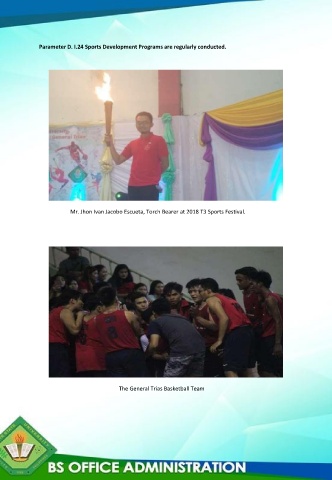 Parameter D. I.24 Sports Development Programs are regularly conducted.
Mr. Jhon Ivan Jacobo Escueta, Torch Bearer at 2018 T3 Sports Festival.
The General Trias Basketball Team
BS OFFICE ADMINISTRATION